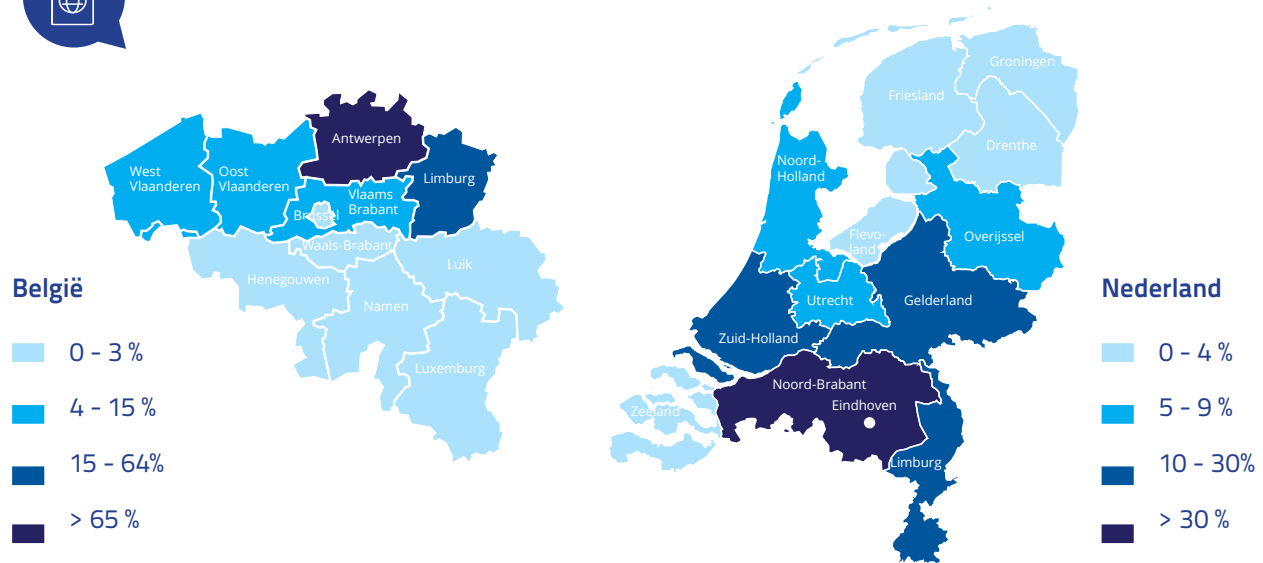 België
0 - 3 %
4 - 15 %
15 - 64%
> 65 %
West
Vlaanderen
Oost
Vlaanderen
Antwerpen
Limburg
Vlaams
Brabant
Brussel
Waals-Brabant
Henegouwen
Luik
Namen
Luxemburg
Groningen
Friesland
Drenthe
Noord-
Holland
Flevo-
land
Overijssel
Utrecht
Gelderland
Zuid-Holland
Noord-Brabant
Eindhoven
Zeeland
Limburg
Nederland
0 - 4 %
5 - 9 %
10 - 30%
> 30 %